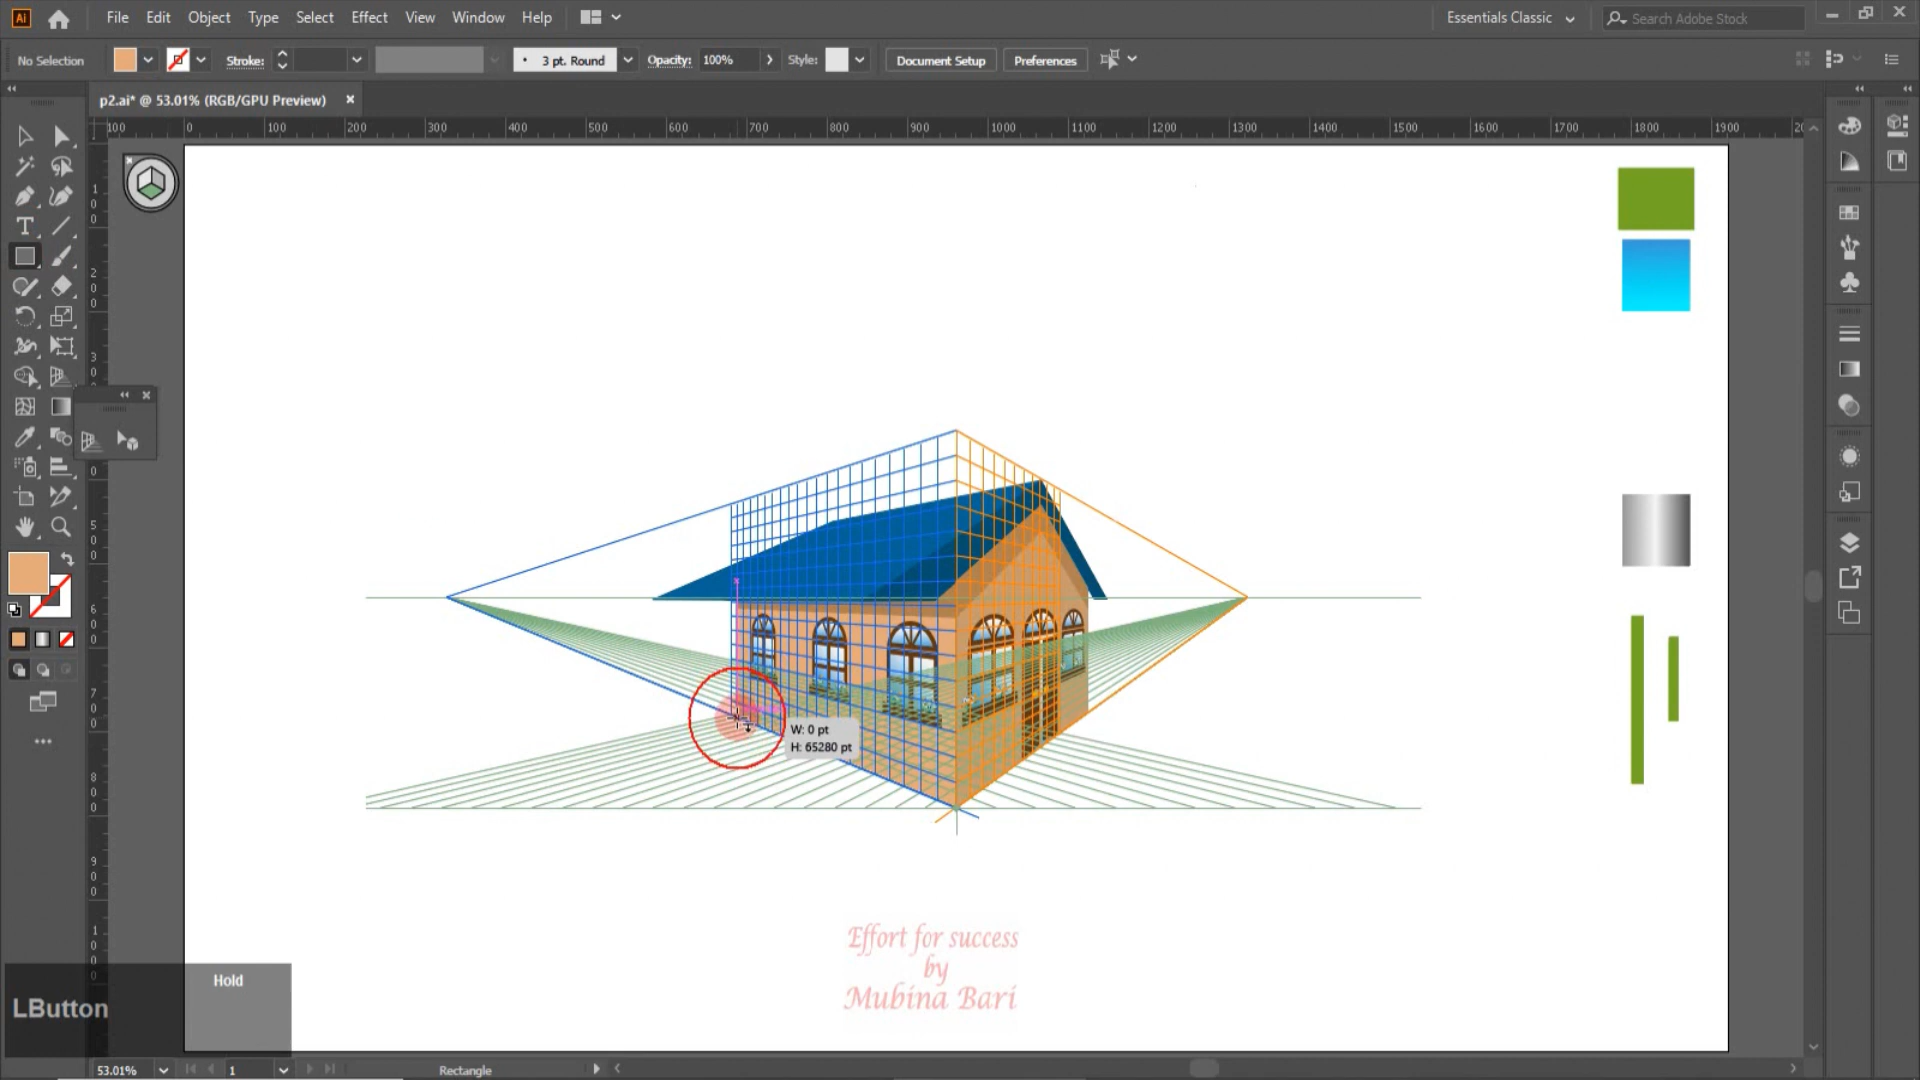 File Edit Object Type Select Effect View Window Help
Essentials Classic
Search Adobe Stock
No Selection
Stroke:
3 pt. Round
Opacity: 100%
Style:
Document Setup
Preferences
p2.ai* @ 53.01% (RGB/GPU Preview)
100 0 100 200 300 400 500 600 700 800 900 1000 1100 1200 1300 1400 1500 1600 1700 1800 1900
W: 0 pt
H: 65280 pt
Effort for success
by
Mubina Bari
Hold
LButton
53.01%
1
Rectangle